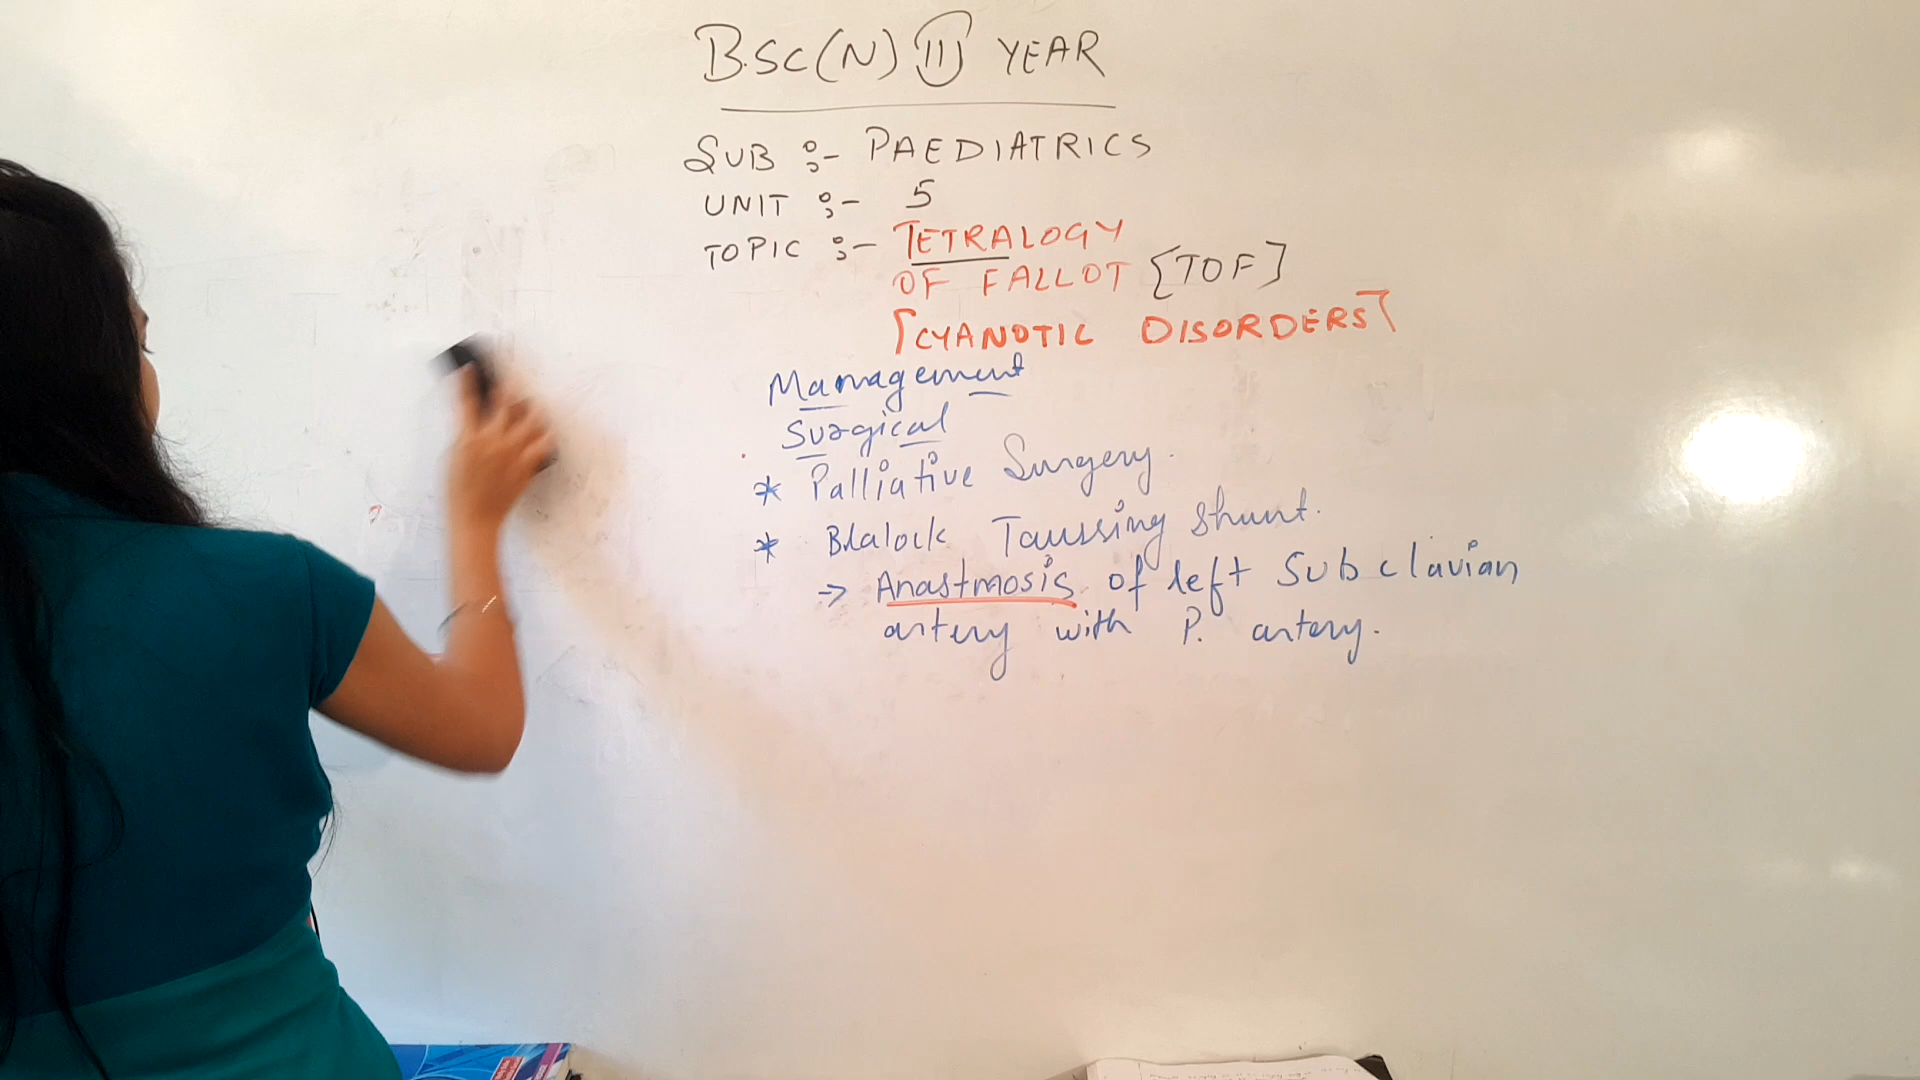 B.SC(N) II YEAR
SUB :- PAEDIATRICS
UNIT :- 5
TOPIC :- TETRALOGY
OF FALLOT [TOF]
[CYANOTIC DISORDERS]
Management
Surgical
* Palliative Surgery.
* Blalock Taussing Shunt.
→ Anastmosis of left Subclavian
artery with P. artery.